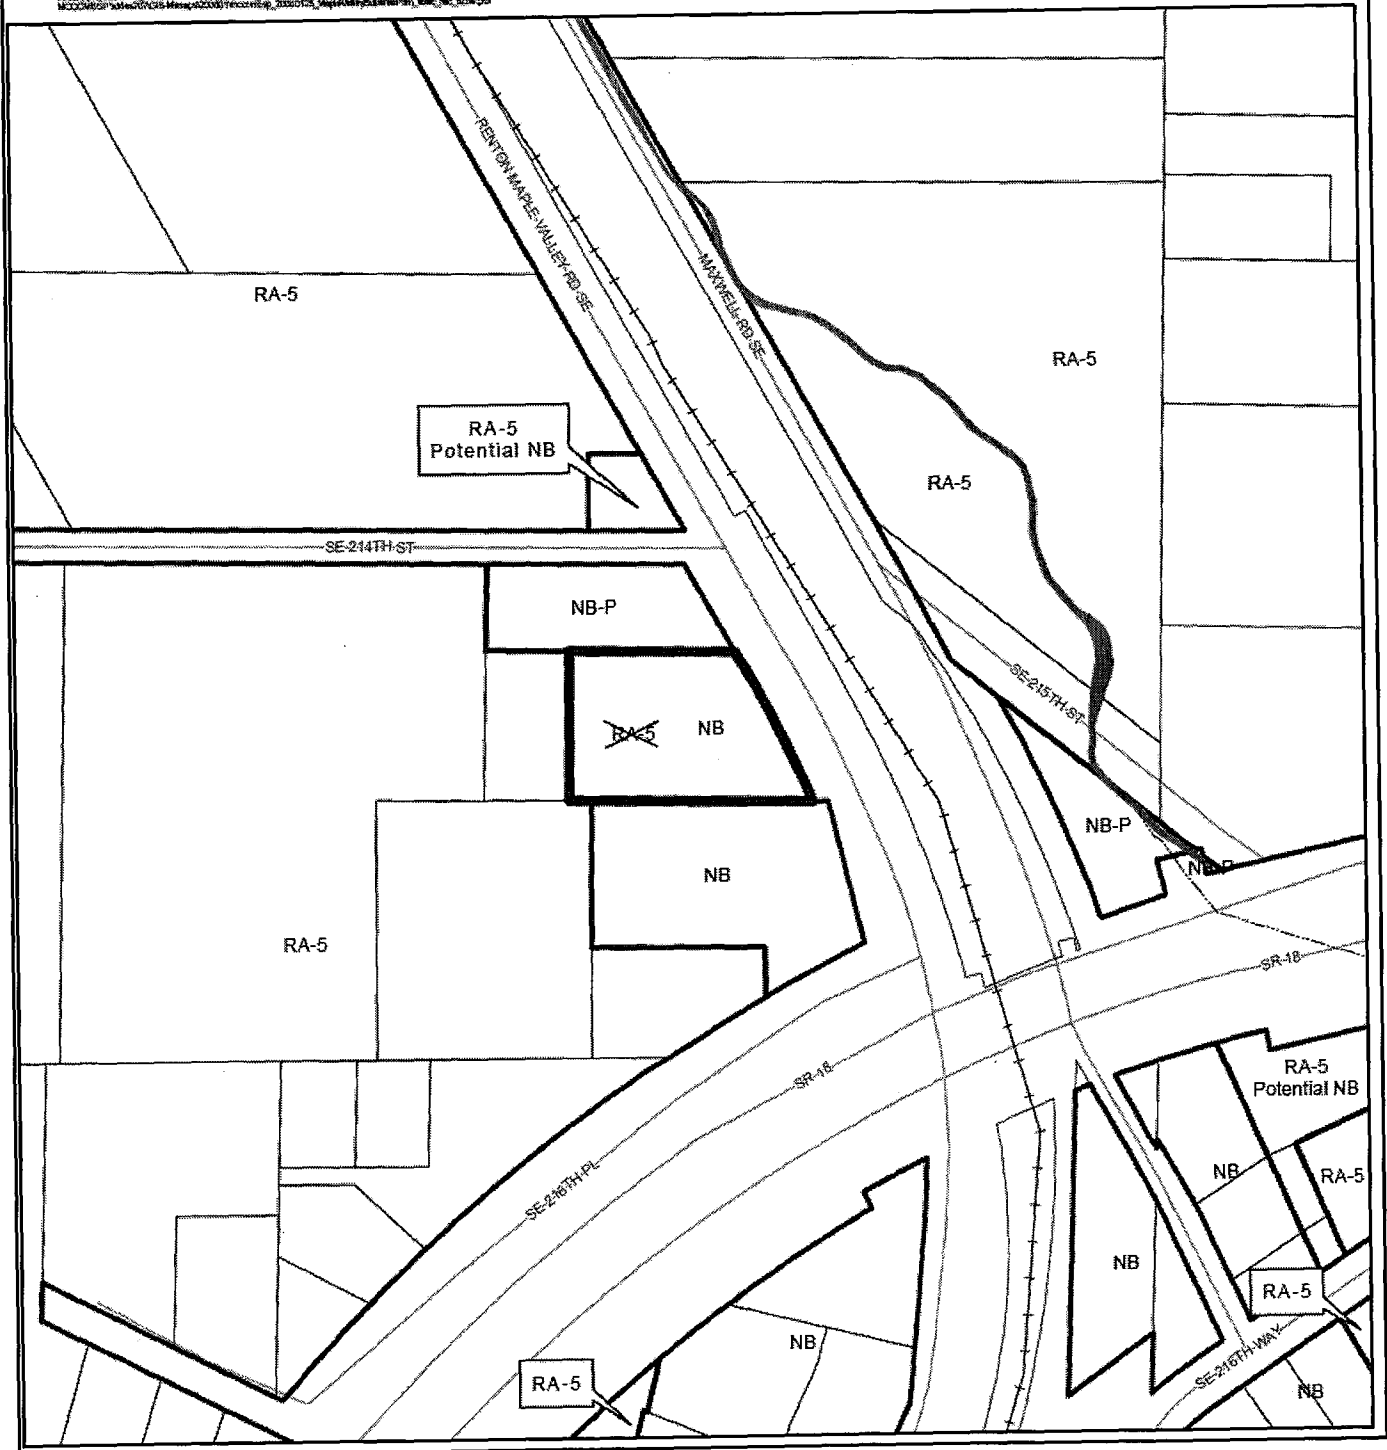 RENTON-MAPLE-VALLEY-RD-SE
MAXWELL-RD-SE
RA-5
RA-5
RA-5
Potential NB
RA-5
SE-214TH-ST
NB-P
SE-215TH-ST
RA-5
NB
NB-P
NB-P
NB
RA-5
SR-18
SR-18
RA-5
Potential NB
SE-216TH-PL
NB
RA-5
NB
RA-5
NB
SE-216TH-WAY
RA-5
NB